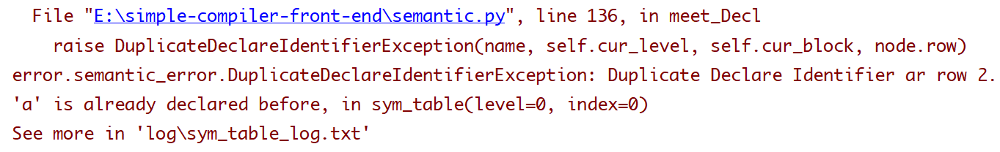 File "E:\simple-compiler-front-end\semantic.py", line 136, in meet_Decl
raise DuplicateDeclareIdentifierException(name, self.cur_level, self.cur_block, node.row)
error.semantic_error.DuplicateDeclareIdentifierException: Duplicate Declare Identifier ar row 2.
'a' is already declared before, in sym_table(level=0, index=0)
See more in 'log\sym_table_log.txt'